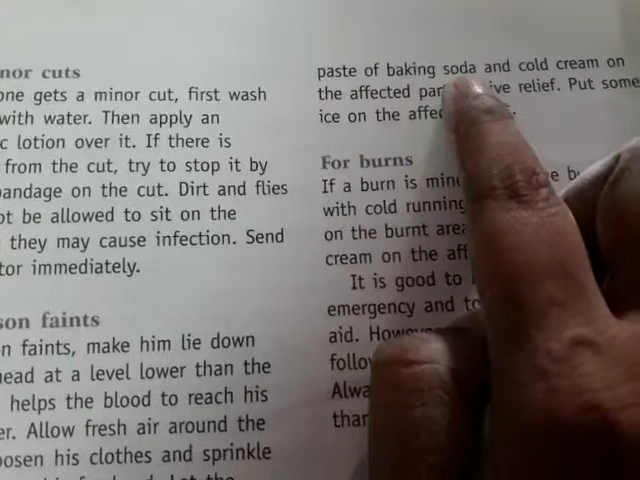 nor cuts
one gets a minor cut, first wash
with water. Then apply an
c lotion over it. If there is
from the cut, try to stop it by
bandage on the cut. Dirt and flies
ot be allowed to sit on the
they may cause infection. Send
tor immediately.
son faints
n faints, make him lie down
head at a level lower than the
helps the blood to reach his
er. Allow fresh air around the
oosen his clothes and sprinkle
paste of baking soda and cold cream on
the affected par ive relief. Put some
ice on the affec
For burns
If a burn is min
with cold running
on the burnt area
cream on the aff
It is good to
emergency and to
aid. However
follow
Alwa
than